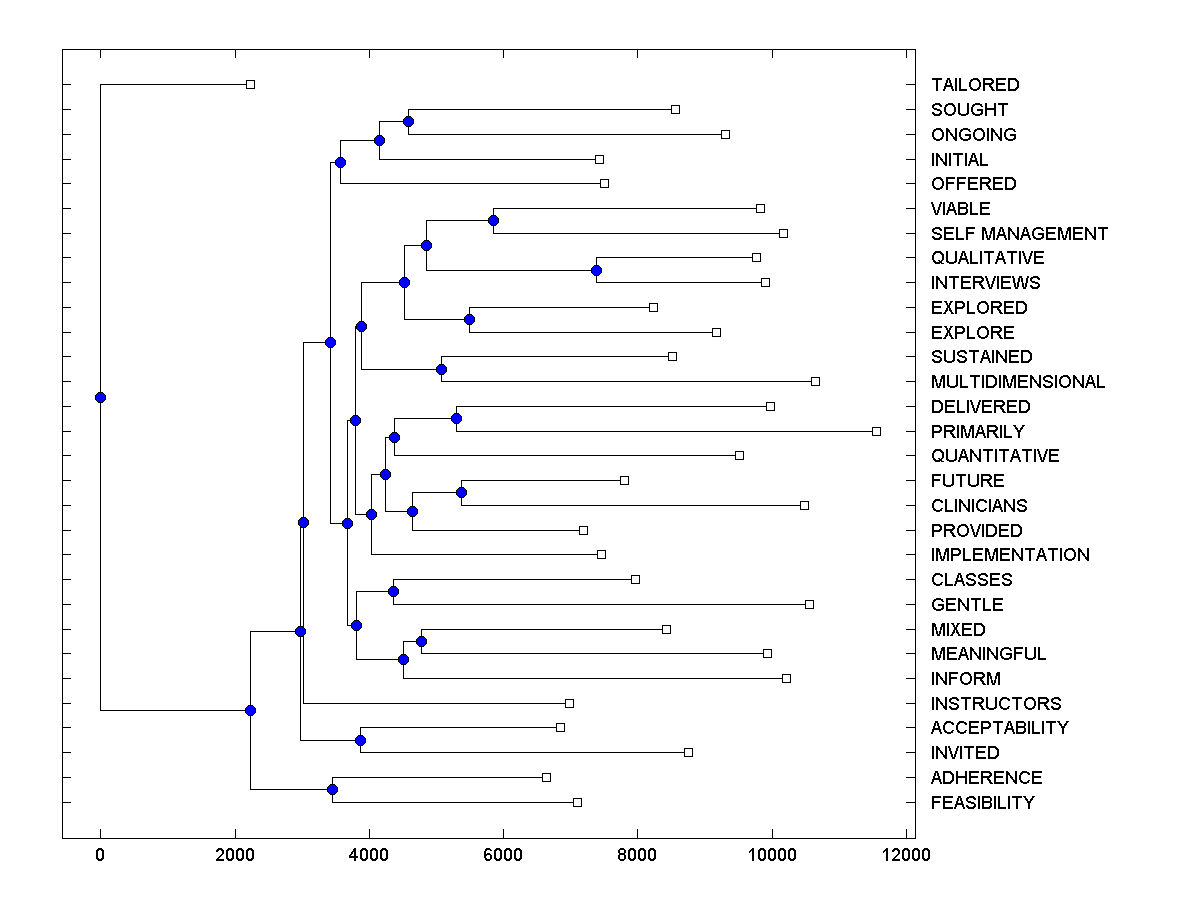 TAILORED
SOUGHT
ONGOING
INITIAL
OFFERED
VIABLE
SELF MANAGEMENT
QUALITATIVE
INTERVIEWS
EXPLORED
EXPLORE
SUSTAINED
MULTIDIMENSIONAL
DELIVERED
PRIMARILY
QUANTITATIVE
FUTURE
CLINICIANS
PROVIDED
IMPLEMENTATION
CLASSES
GENTLE
MIXED
MEANINGFUL
INFORM
INSTRUCTORS
ACCEPTABILITY
INVITED
ADHERENCE
FEASIBILITY
0 2000 4000 6000 8000 10000 12000